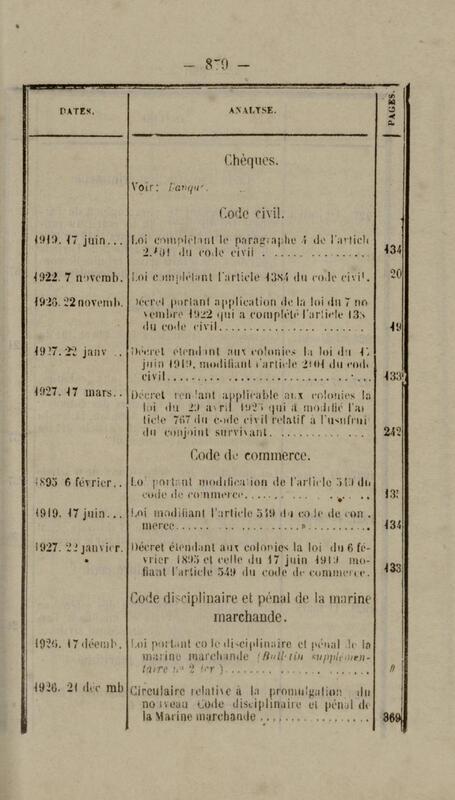 — 879 —
DATES.
ANALYSE.
PAGES.
Chèques.
Voir: Banque.
Code civil.
1919. 17 juin... Loi complétant le paragraphe 4 de l'article
2.101 du code civil . . . . . . . . . . . . . . 134
1922. 7 novemb. Loi complétant l'article 1384 du code civil. 20
1926. 22 novemb. Décret portant application de la loi du 7 no
vembre 1922 qui a complété l'article 138
du code civil........................ 19
1927. 22 janv .. Décret étendant aux colonies la loi du 17
juin 1919, modifiant l'article 2101 du code
civil........................ 133
1927. 17 mars.. Décret rendant applicable aux colonies la
loi du 29 avril 1925 qui a modifié l'ar
ticle 767 du code civil relatif à l'usufruit
du conjoint survivant. .............. 242
Code de commerce.
1895 6 février.. Loi portant modification de l'article 549 du
code de commerce................ 13
1919. 17 juin... Loi modifiant l'article 549 du code de com .
merce........................ 134
1927. 22 janvier. Décret étendant aux colonies la loi du 6 fé-
vrier 1895 et celle du 17 juin 1919 mo-
fiant l'article 549 du code de commerce. 133
Code disciplinaire et pénal de la marine
marchande.
1926. 17 décemb. Loi portant code disciplinaire et pénal de la
marine marchande (Bulletin supplémen-
taire n° 2 ter)................ //
1926. 21 déc mb Circulaire relative à la promulgation du
nouveau Code disciplinaire et pénal de
la Marine marchande ................ 369